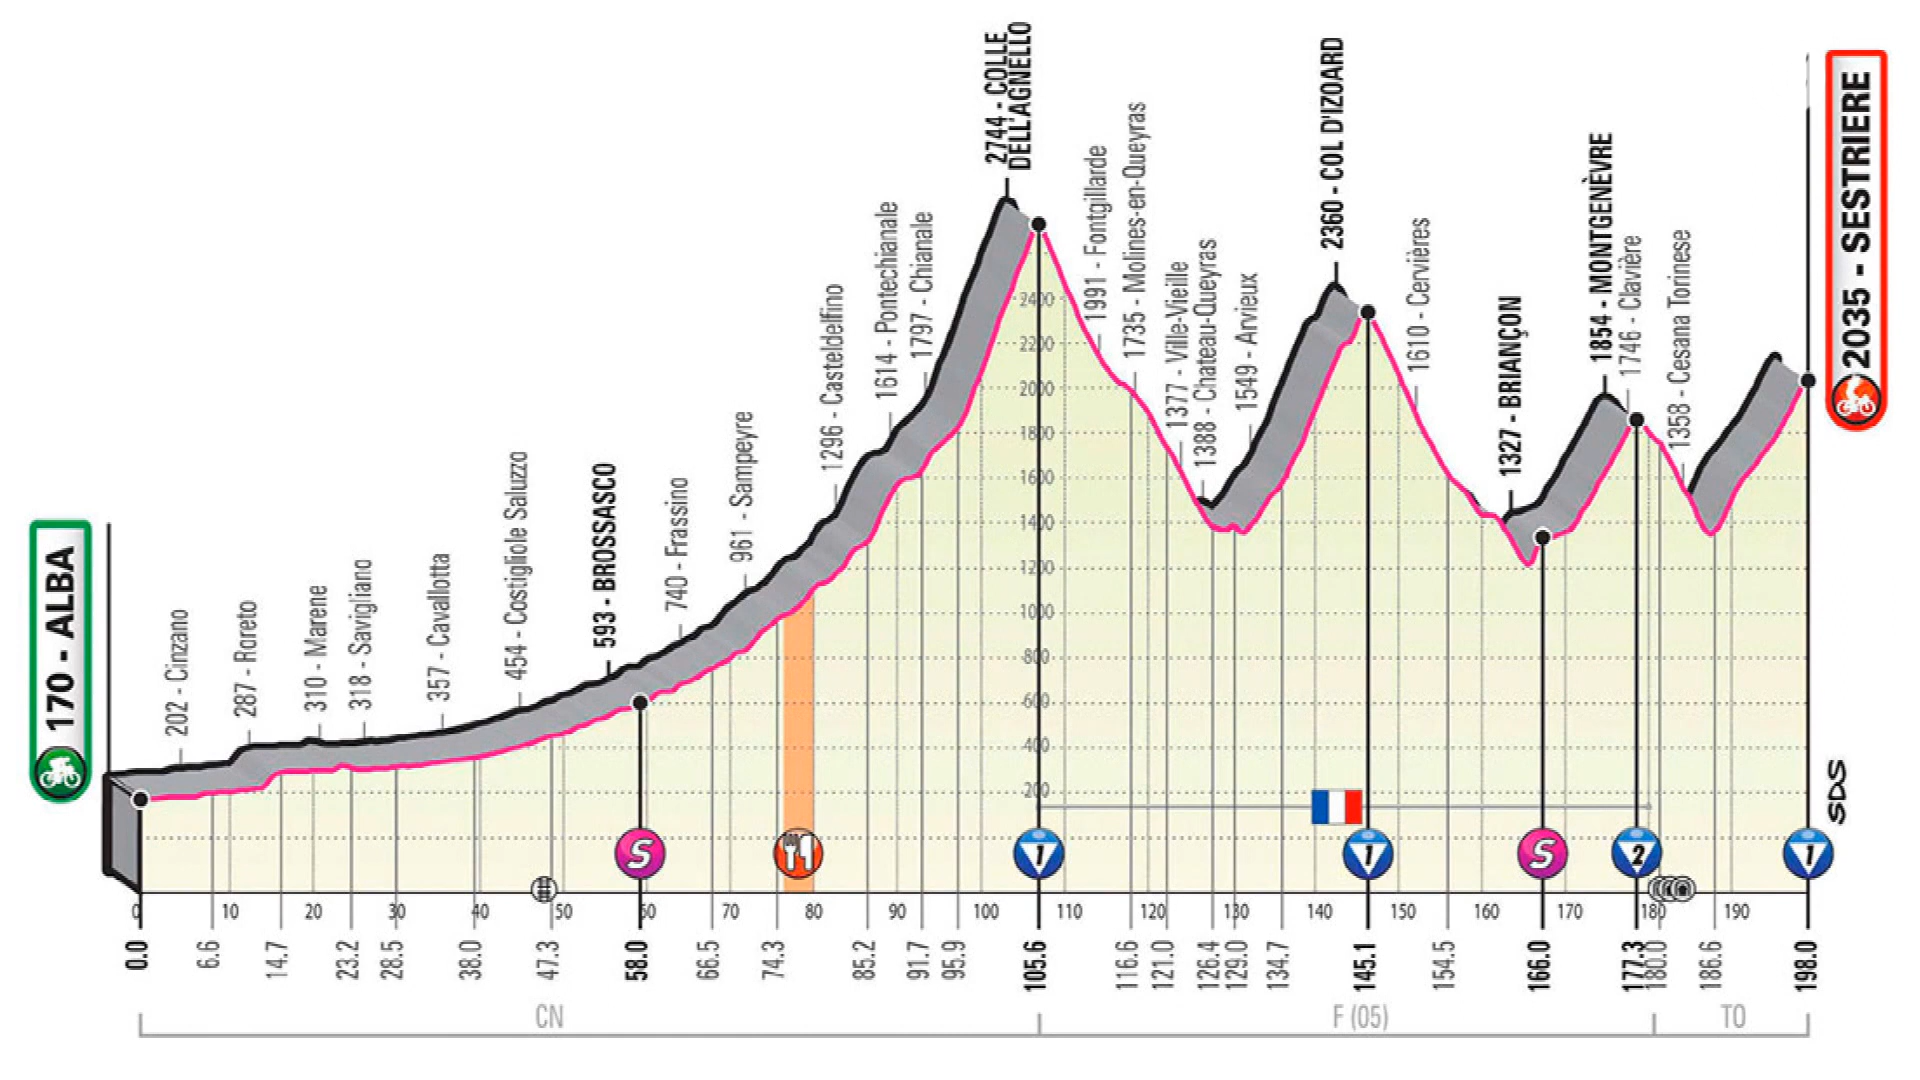 170 - ALBA
202 - Cinzano
287 - Roreto
310 - Marene
318 - Savigliano
357 - Cavallotta
454 - Costigliole Saluzzo
593 - BROSSASCO
740 - Frassino
961 - Sampeyre
1296 - Casteldelfino
1614 - Pontechianale
1797 - Chianale
2744 - COLLE
DELL'AGNELLO
1991 - Fontgillarde
1735 - Molines-en-Queyras
1377 - Ville-Vieille
1388 - Chateau-Queyras
1549 - Arvieux
2360 - COL D'IZOARD
1610 - Cervières
1327 - BRIANÇON
1854 - MONTGENÈVRE
1746 - Clavière
1358 - Cesana Torinese
2035 - SESTRIERE
2400
2200
2000
1800
1600
1400
1200
1000
800
600
400
200
SDS
S
1
1
S
2
1
0 10 20 30 40 50 60 70 80 90 100 110 120 130 140 150 160 170 180 190
0.0 6.6 14.7 23.2 28.5 38.0 47.3 58.0 66.5 74.3 85.2 91.7 95.9 105.6 116.6 121.0 126.4 129.0 134.7 145.1 154.5 166.0 177.3 180.0 186.6 198.0
CN F (05) TO